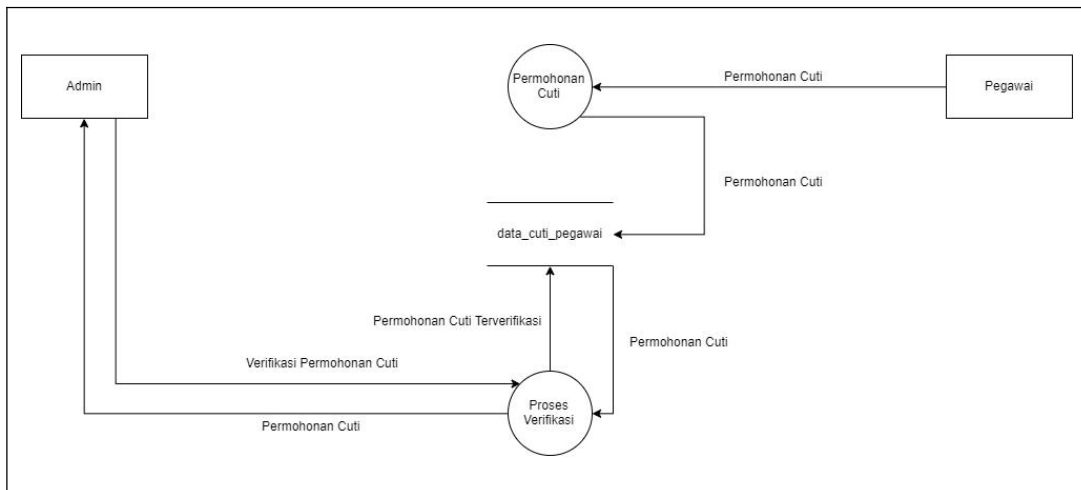 Admin
Permohonan
Cuti
Permohonan Cuti
Pegawai
Permohonan Cuti
data_cuti_pegawai
Permohonan Cuti Terverifikasi
Permohonan Cuti
Verifikasi Permohonan Cuti
Proses
Verifikasi
Permohonan Cuti